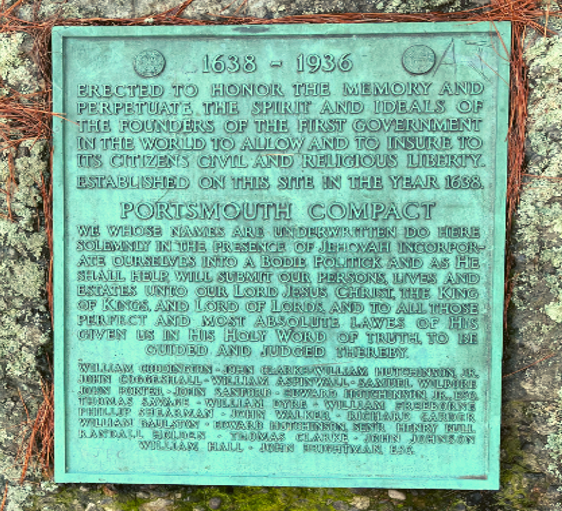 1638 - 1936
ERECTED TO HONOR THE MEMORY AND
PERPETUATE THE SPIRIT AND IDEALS OF
THE FOUNDERS OF THE FIRST GOVERNMENT
IN THE WORLD TO ALLOW AND TO INSURE TO
ITS CITIZENS CIVIL AND RELIGIOUS LIBERTY.
ESTABLISHED ON THIS SITE IN THE YEAR 1638.
PORTSMOUTH COMPACT
WE WHOSE NAMES ARE UNDERWRITTEN DO HERE
SOLEMNLY IN THE PRESENCE OF JEHOVAH INCORPOR-
ATE OURSELVES INTO A BODIE POLITICK AND AS HE
SHALL HELP, WILL SUBMIT OUR PERSONS, LIVES AND
ESTATES UNTO OUR LORD JESUS CHRIST, THE KING
OF KINGS, AND LORD OF LORDS, AND TO ALL THOSE
PERFECT AND MOST ABSOLUTE LAWES OF HIS
GIVEN US IN HIS HOLY WORD OF TRUTH, TO BE
GUIDED AND JUDGED THEREBY.
WILLIAM CODDINGTON · JOHN CLARKE · WILLIAM HUTCHINSON, JR.
JOHN COGGESHALL · WILLIAM ASPINWALL · SAMUEL WILBORE
JOHN PORTER · JOHN SANFORD · EDWARD HUTCHINSON JR., ESQ.
THOMAS SAVAGE · WILLIAM DYRE · WILLIAM FREEBORNE
PHILLIP SHEARMAN · JOHN WALKER · RICHARD CARDER
WILLIAM BAULSTON · EDWARD HUTCHINSON, SEN'R. HENRY BULL
RANDALL HOLDEN · THOMAS CLARKE · JOHN JOHNSON
WILLIAM HALL · JOHN BRIGHTMAN, ESQ.